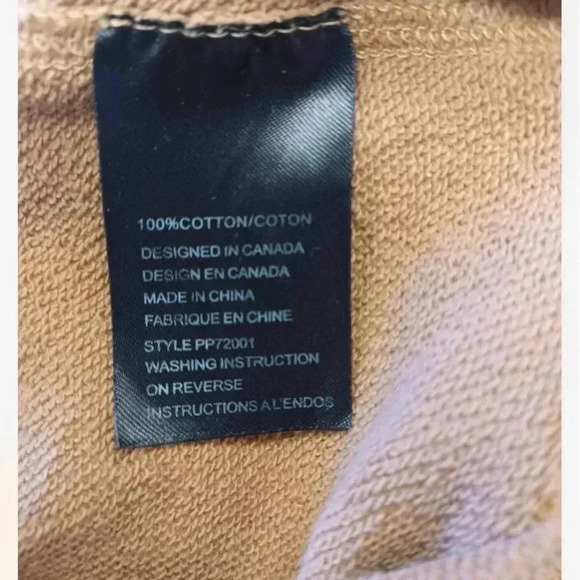 100%COTTON/COTON
DESIGNED IN CANADA
DESIGN EN CANADA
MADE IN CHINA
FABRIQUE EN CHINE
STYLE PP72001
WASHING INSTRUCTION
ON REVERSE
INSTRUCTIONS A L'ENDOS